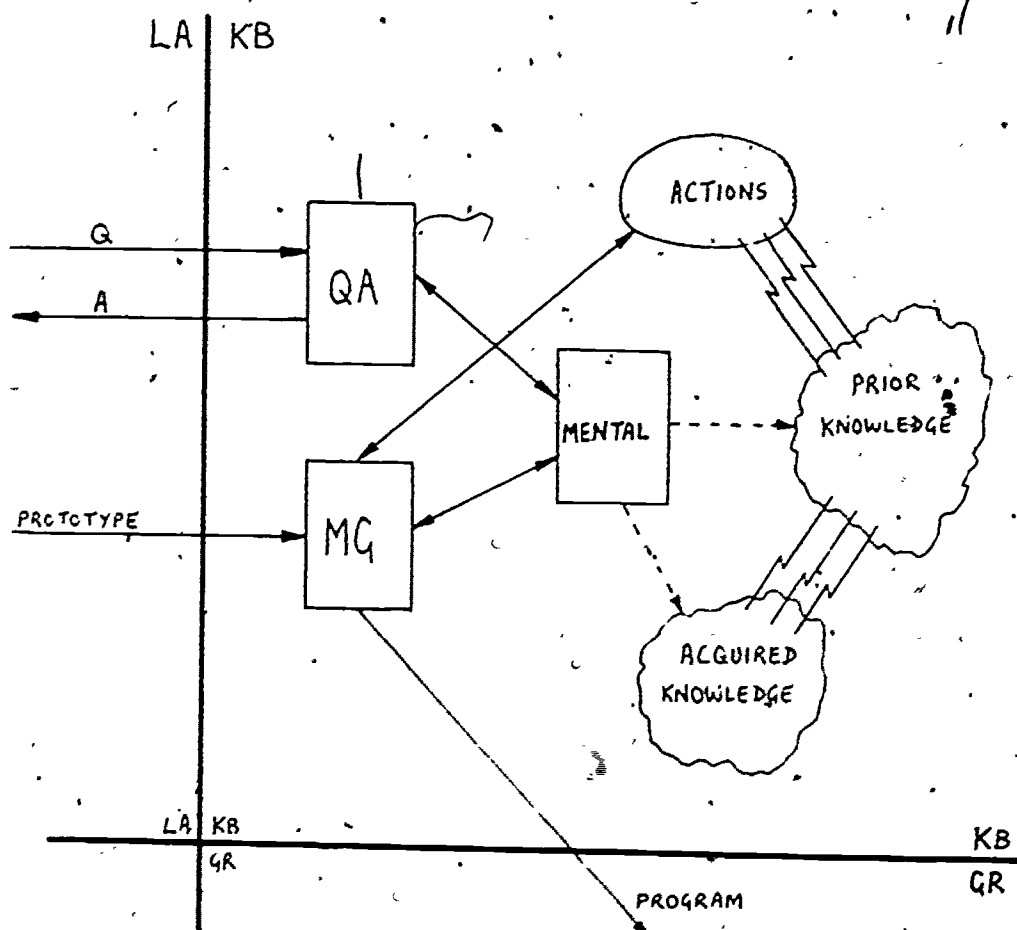 LA KB
ACTIONS
Q
QA
A
PRIOR
KNOWLEDGE
MENTAL
PROTOTYPE
MG
ACQUIRED
KNOWLEDGE
LA KB
GR
KB
GR
PROGRAM